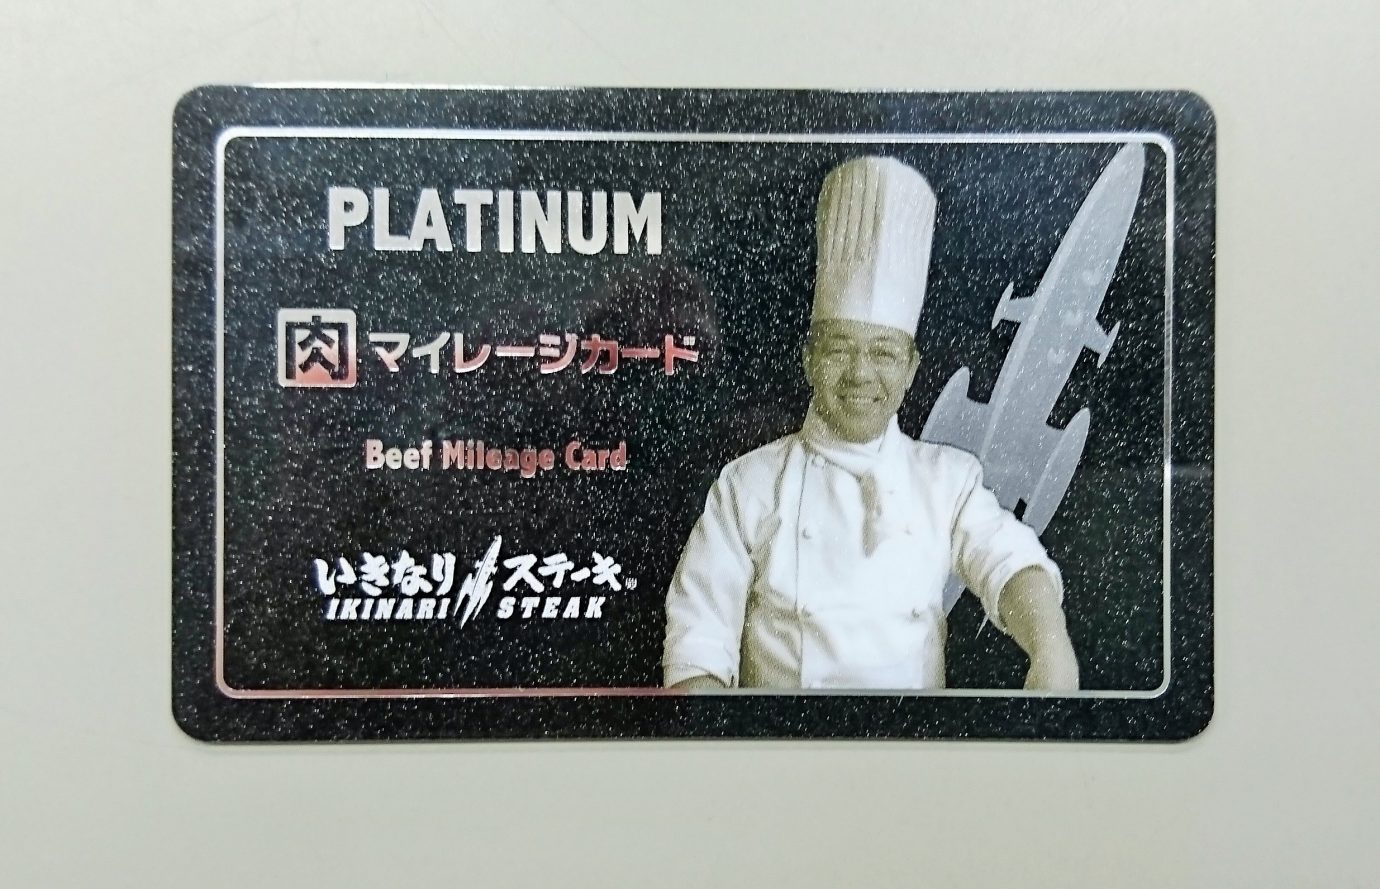 PLATINUM
肉マイレージカード
Beef Mileage Card
いきなりステーキ®
IKINARI STEAK